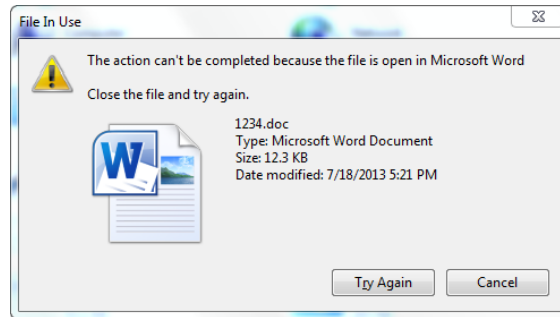 File In Use
The action can't be completed because the file is open in Microsoft Word
Close the file and try again.
1234.doc
Type: Microsoft Word Document
Size: 12.3 KB
Date modified: 7/18/2013 5:21 PM
W
Try Again
Cancel